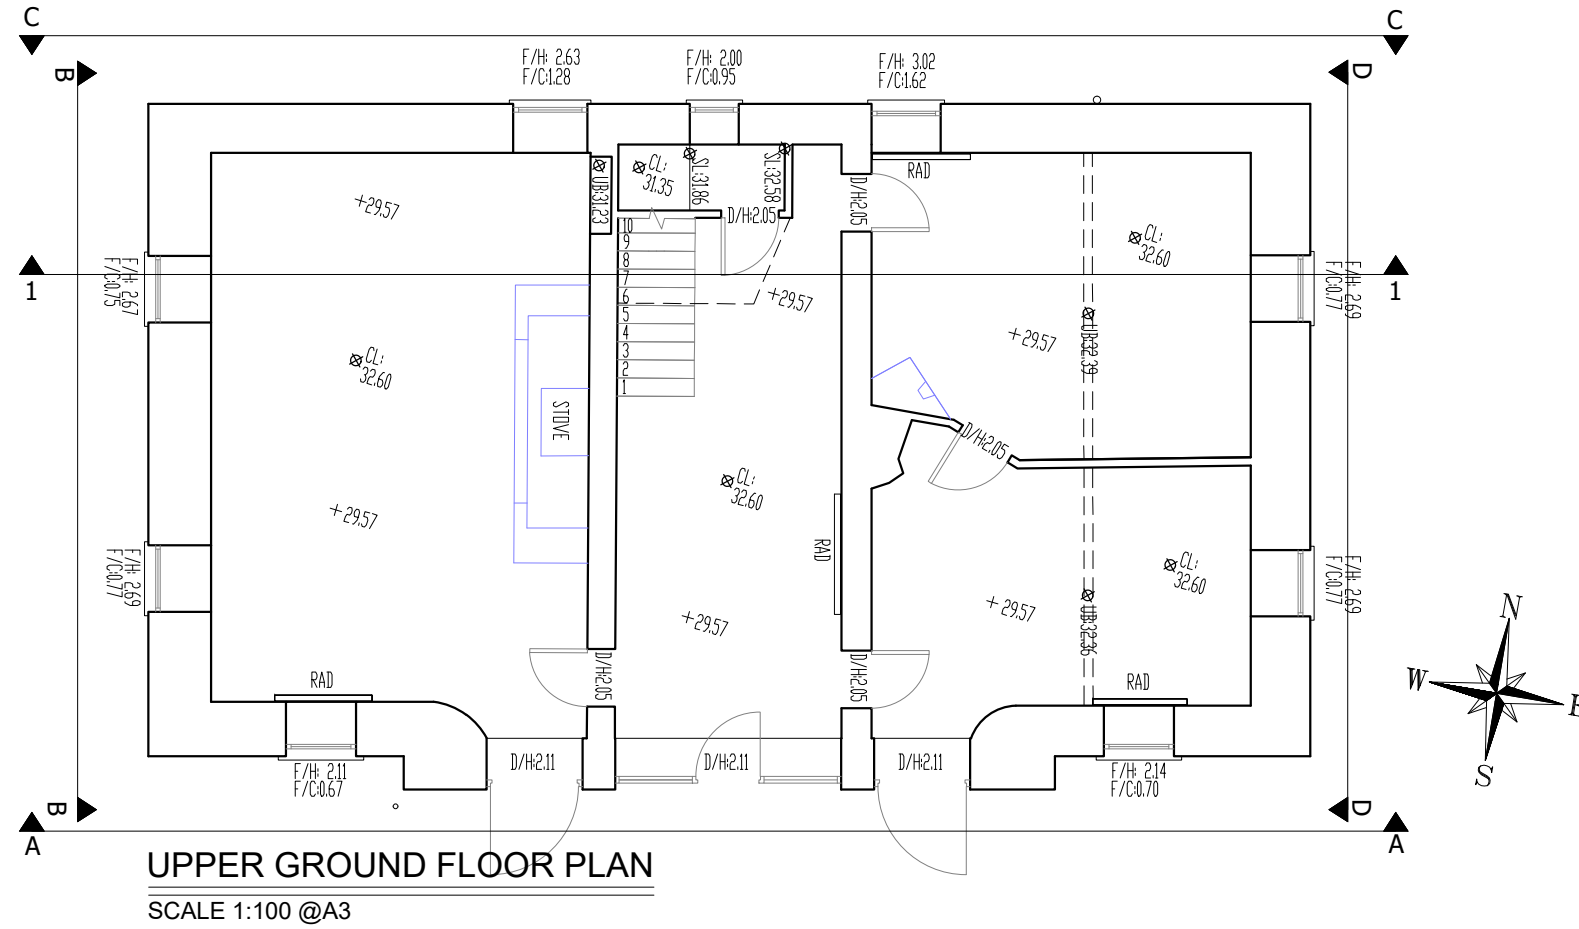 C
C
B
D
F/H: 2.63
F/C:1.28
F/H: 2.00
F/C:0.95
F/H: 3.02
F/C:1.62
CL:
31.35
SL:31.86
SL:32.58
UB:31.23
D/H:2.05
D/H:2.05
RAD
+29.57
10
9
8
7
6
5
4
3
2
1
CL:
32.60
1
1
F/H: 2.67
F/C:0.75
F/H: 2.69
F/C:0.77
+29.57
+29.57
UB:32.39
CL:
32.60
STOVE
D/H:2.05
CL:
32.60
+29.57
RAD
F/H: 2.69
F/C:0.77
CL:
32.60
F/H: 2.69
F/C:0.77
+29.57
+29.57
UB:32.36
N
W
E
S
RAD
D/H:2.05
D/H:2.05
RAD
D/H:2.11
D/H:2.11
D/H:2.11
F/H: 2.11
F/C:0.67
F/H: 2.14
F/C:0.70
B
D
A
A
UPPER GROUND FLOOR PLAN
SCALE 1:100 @A3